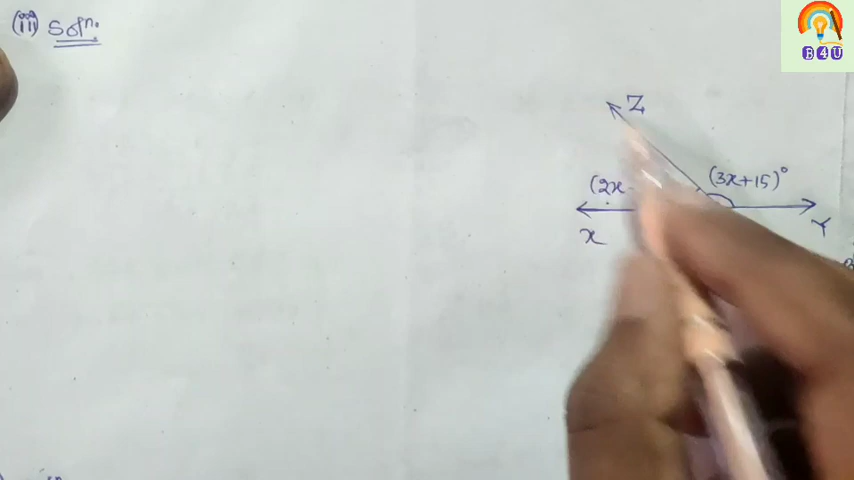 (iii) Soln.
B4U
Z
(3x+15)°
(2x
x
Y